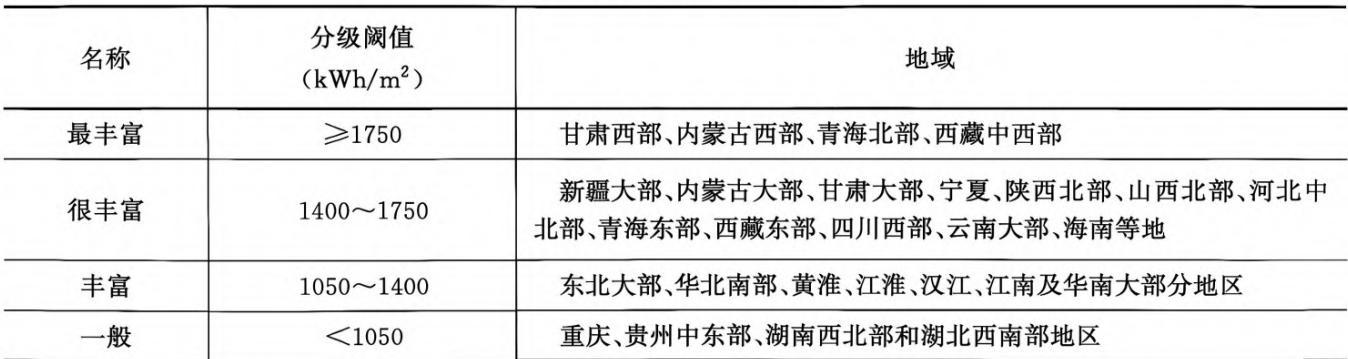 名称 分级阈值 (kWh/m²) 地域
最丰富 ≥1750 甘肃西部、内蒙古西部、青海北部、西藏中西部
很丰富 1400～1750 新疆大部、内蒙古大部、甘肃大部、宁夏、陕西北部、山西北部、河北中
北部、青海东部、西藏东部、四川西部、云南大部、海南等地
丰富 1050～1400 东北大部、华北南部、黄淮、江淮、汉江、江南及华南大部分地区
一般 <1050 重庆、贵州中东部、湖南西北部和湖北西南部地区